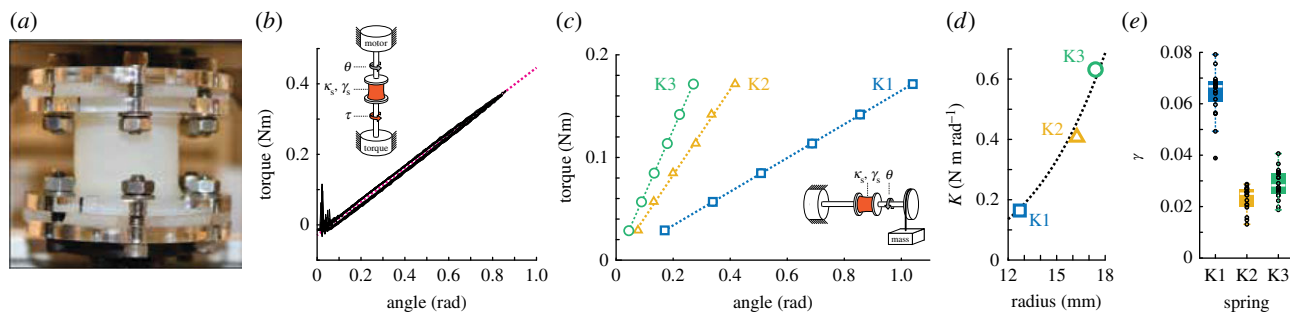 (a)
(b)
motor
θ
κs, γs
τ
torque
torque (Nm)
0.4
0.2
0
0
0.2
0.4
0.6
0.8
1.0
angle (rad)
(c)
0.2
0.1
0
torque (Nm)
K3
K2
K1
κs, γs θ
mass
0 0.2 0.4 0.6 0.8 1.0
angle (rad)
(d)
K (N m rad⁻¹)
0.6
0.4
0.2
0
K3
K2
K1
12 15 18
radius (mm)
(e)
γ
0.08
0.06
0.04
0.02
0
K1 K2 K3
spring